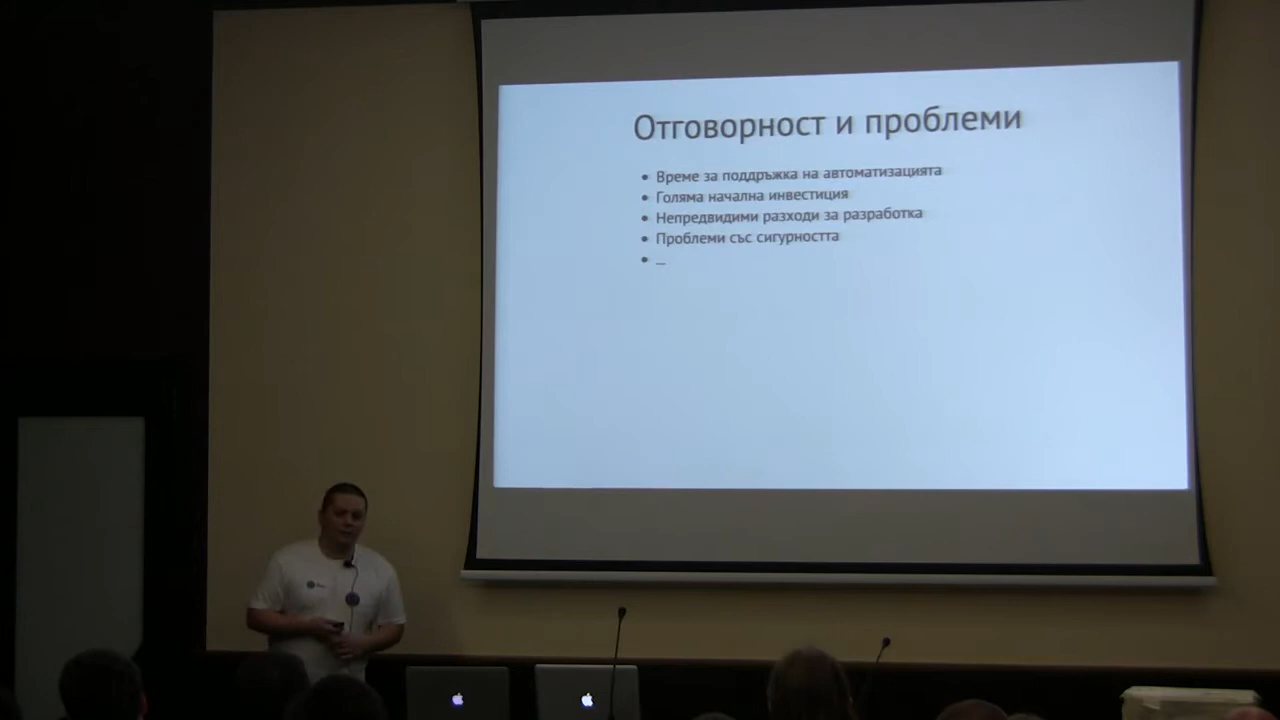 Отговорност и проблеми
• Време за поддръжка на автоматизацията
• Голяма начална инвестиция
• Непредвидими разходи за разработка
• Проблеми със сигурността
• ...